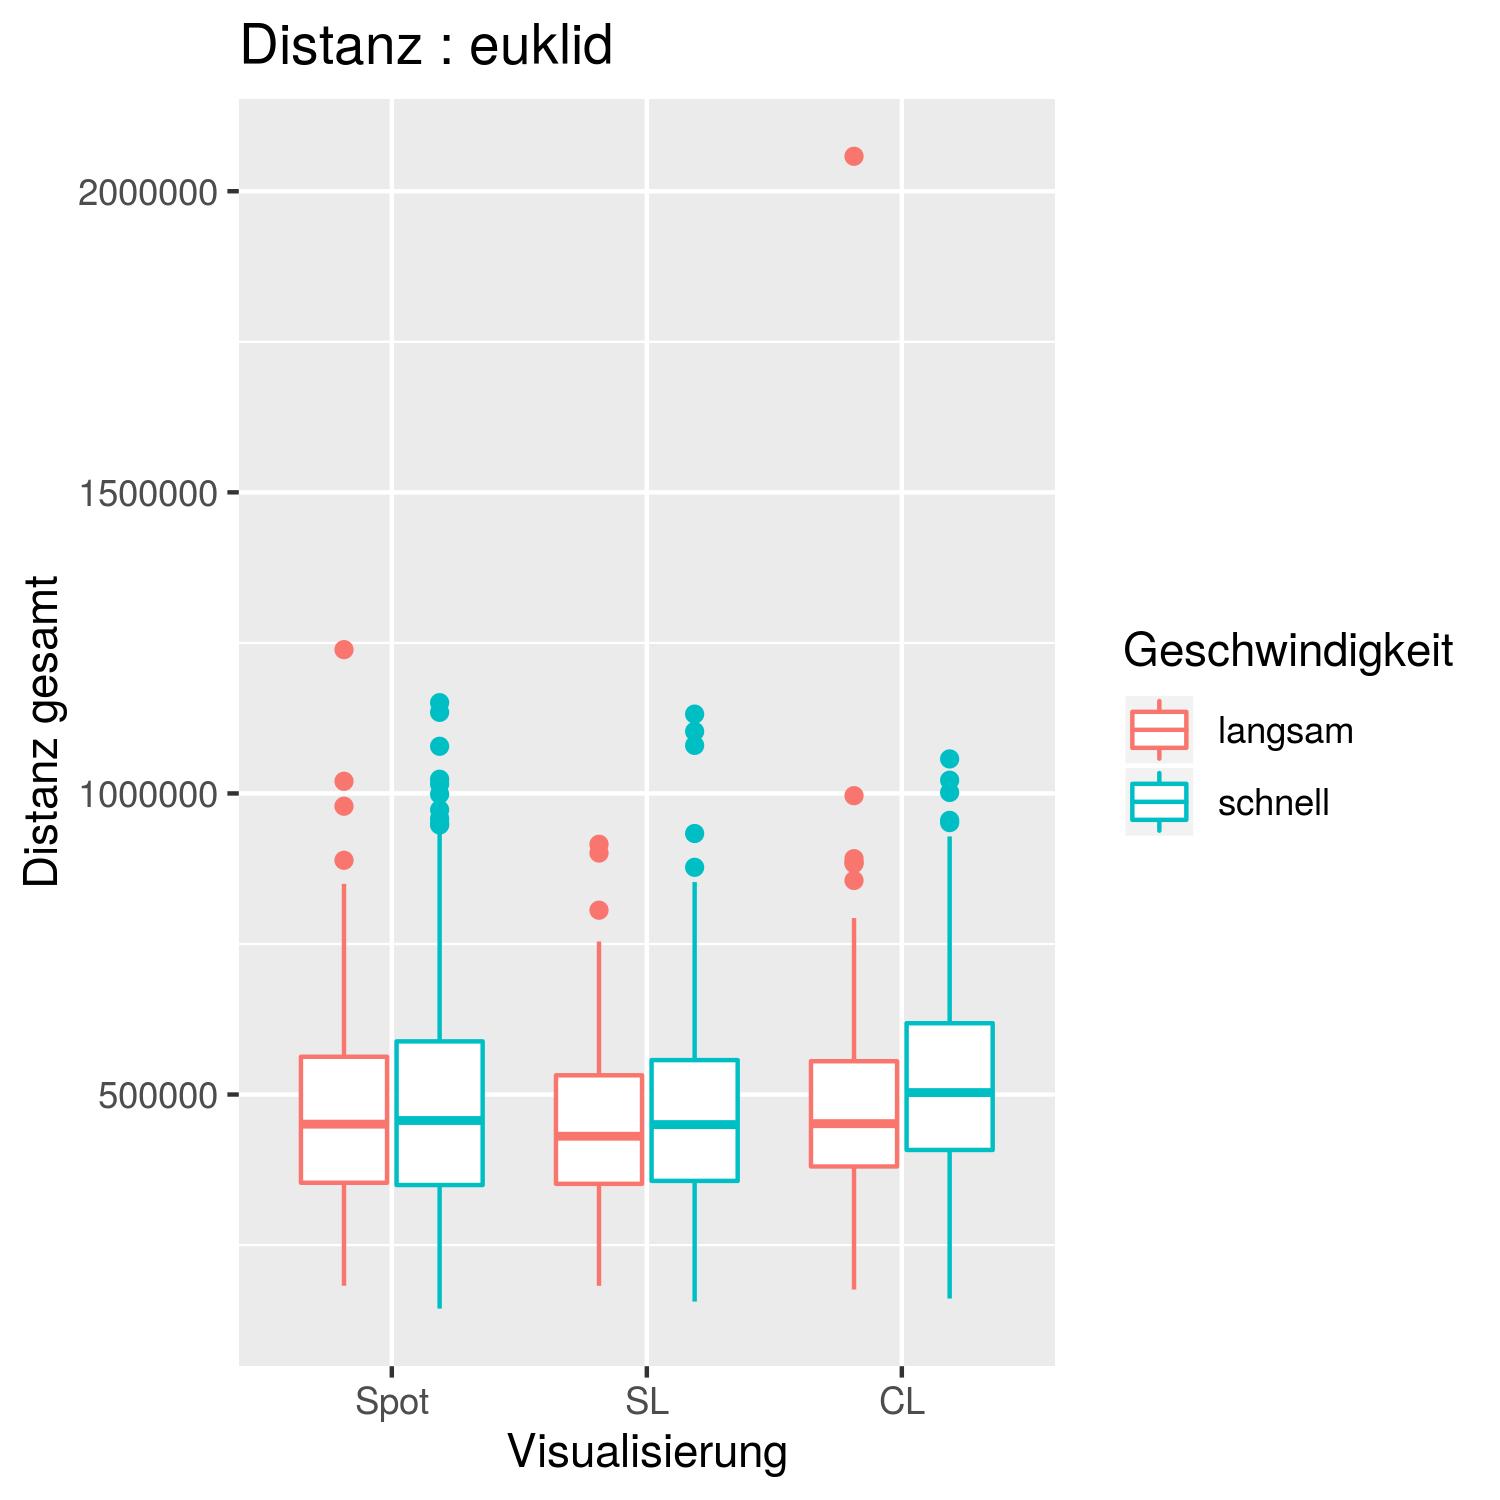 Distanz : euklid
2000000
1500000
1000000
500000
Distanz gesamt
Spot SL CL
Visualisierung
Geschwindigkeit
langsam
schnell